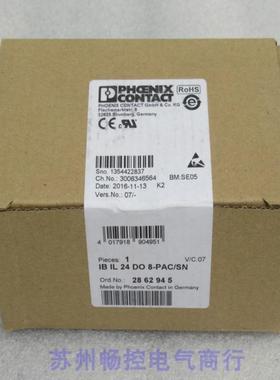 PHOENIX
CONTACT
RoHS
PHOENIX CONTACT GmbH & Co. KG
Flachsmarktstr. 8
32825 Blomberg, Germany
Sno. 1354422837
Ch.No.: 3006346564
BM:SE05
Date: 2016-11-13
K2
Vers.No.: 07/-
4 017918 904951
Pieces: 1
V/C.07
IB IL 24 DO 8-PAC/SN
Ord.No.: 28 62 94 5
Made by Phoenix Contact in Germany
苏州畅控电气商行